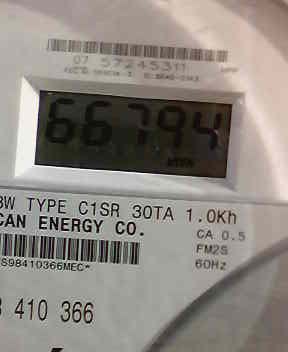 07 57245311
66794
kWh
3W TYPE C1SR 30TA 1.0Kh
CAN ENERGY CO.
CA 0.5
FM2S
60Hz
S98410366MEC*
410 366